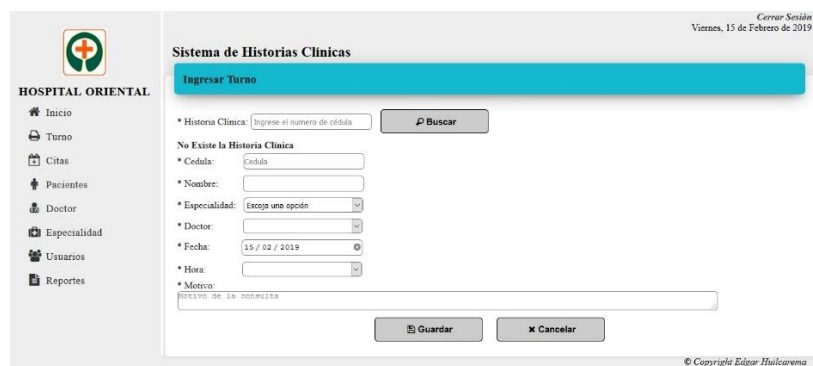 Cerrar Sesión
Viernes, 15 de Febrero de 2019
Sistema de Historias Clínicas
Ingresar Turno
HOSPITAL ORIENTAL
Inicio
Turno
Citas
Pacientes
Doctor
Especialidad
Usuarios
Reportes
* Historia Clinica: Ingrese el numero de cédula Buscar
No Existe la Historia Clinica
* Cedula: Cedula
* Nombre:
* Especialidad: Escoja una opción
* Doctor:
* Fecha: 15 / 02 / 2019
* Hora:
* Motivo:
Motivo de la consulta
Guardar Cancelar
© Copyright Edgar Huilcarema